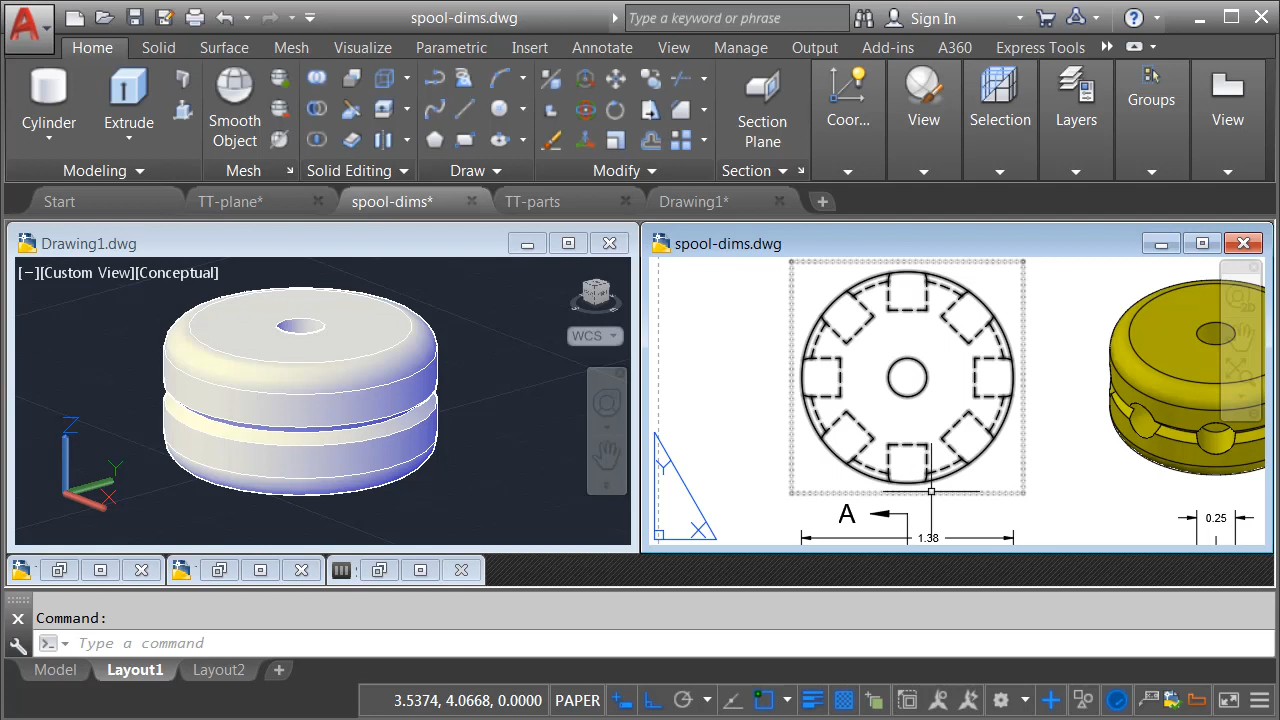 spool-dims.dwg
Type a keyword or phrase
Sign In
Home Solid Surface Mesh Visualize Parametric Insert Annotate View Manage Output Add-ins A360 Express Tools
Cylinder
Extrude
Smooth
Object
Section
Plane
Coor...
View
Selection
Layers
Groups
View
Modeling
Mesh
Solid Editing
Draw
Modify
Section
Start
TT-plane*
spool-dims*
TT-parts
Drawing1*
Drawing1.dwg
[−][Custom View][Conceptual]
WCS
Z
Y
X
spool-dims.dwg
2D
Y
X
A
1.38
0.25
Command:
Type a command
Model
Layout1
Layout2
3.5374, 4.0668, 0.0000
PAPER